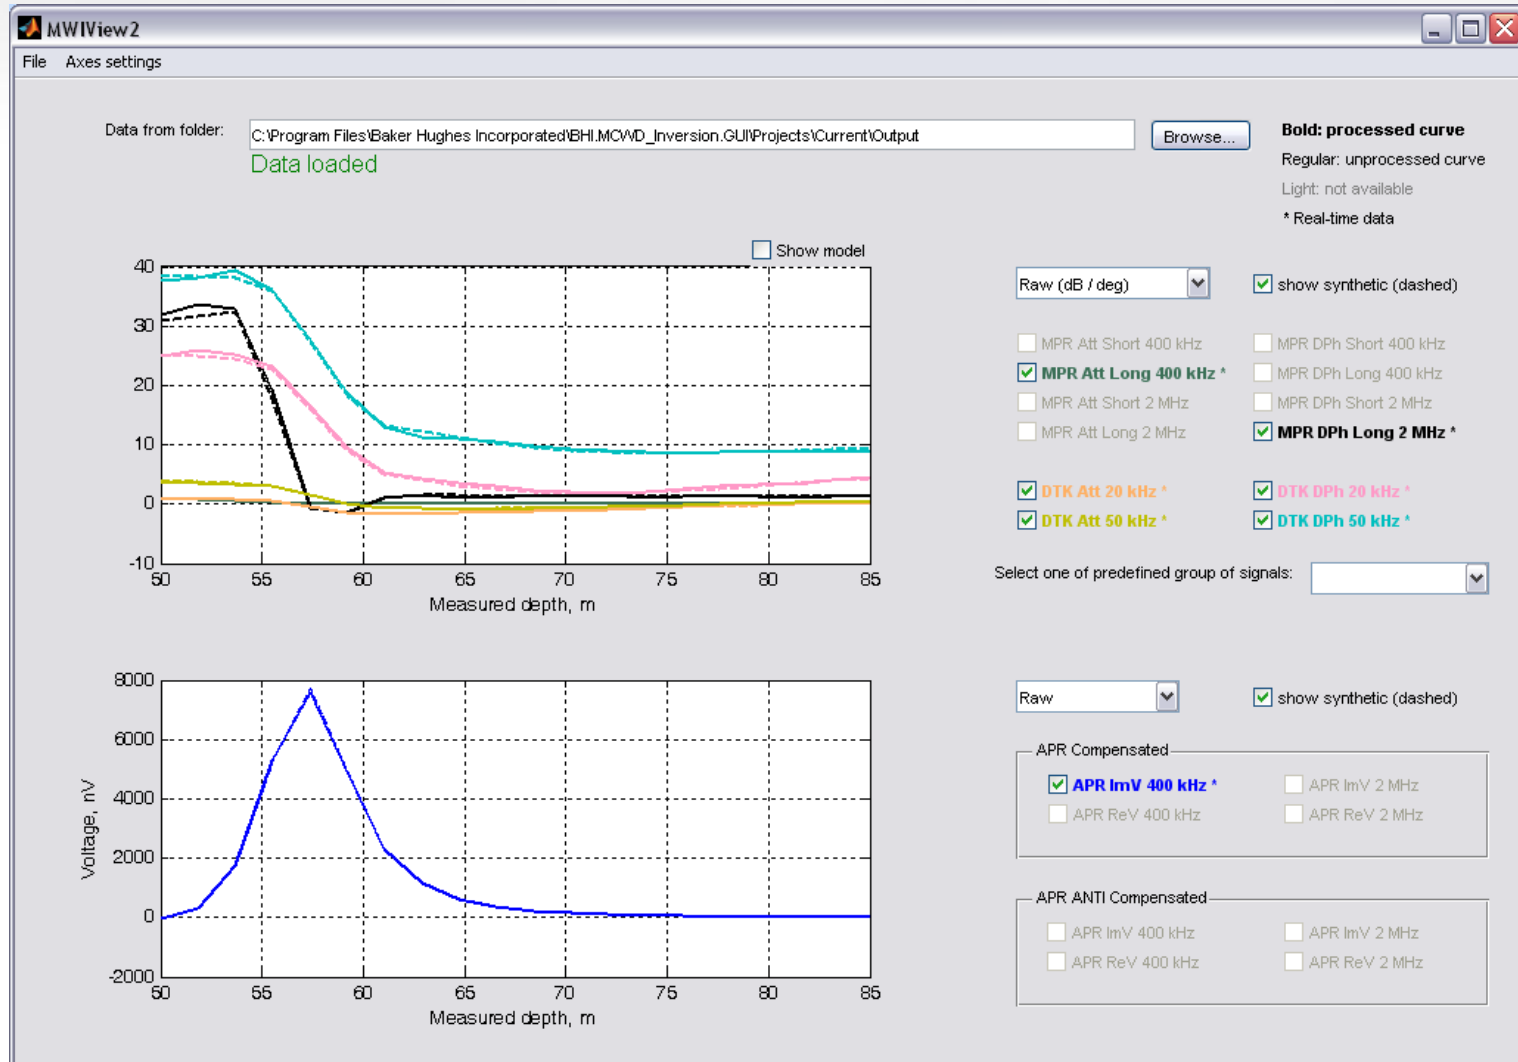 MWIView2
File Axes settings
Data from folder: C:\Program Files\Baker Hughes Incorporated\BHI.MCWD_Inversion.GUI\Projects\Current\Output Browse...
Data loaded
Bold: processed curve
Regular: unprocessed curve
Light: not available
* Real-time data
Show model
40
30
20
10
0
-10
50 55 60 65 70 75 80 85
Measured depth, m
Raw (dB / deg) show synthetic (dashed)
MPR Att Short 400 kHz MPR DPh Short 400 kHz
MPR Att Long 400 kHz * MPR DPh Long 400 kHz
MPR Att Short 2 MHz MPR DPh Short 2 MHz
MPR Att Long 2 MHz MPR DPh Long 2 MHz *
DTK Att 20 kHz * DTK DPh 20 kHz *
DTK Att 50 kHz * DTK DPh 50 kHz *
Select one of predefined group of signals:
8000
6000
4000
2000
0
-2000
Voltage, nV
50 55 60 65 70 75 80 85
Measured depth, m
Raw show synthetic (dashed)
APR Compensated
APR ImV 400 kHz * APR ImV 2 MHz
APR ReV 400 kHz APR ReV 2 MHz
APR ANTI Compensated
APR ImV 400 kHz APR ImV 2 MHz
APR ReV 400 kHz APR ReV 2 MHz